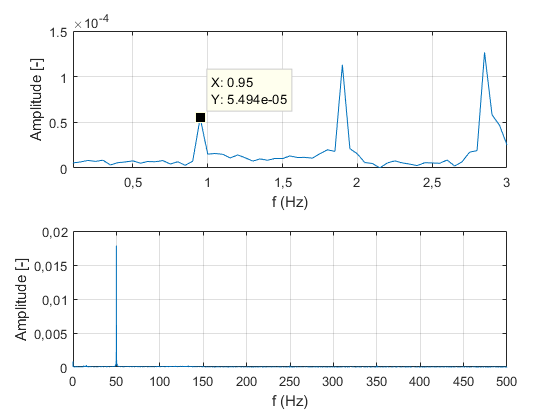 ×10-4
1.5
1
0.5
0
Amplitude [-]
X: 0.95
Y: 5.494e-05
0,5 1 1,5 2 2,5 3
f (Hz)
0,02
0,015
0,01
0,005
0
Amplitude [-]
0 50 100 150 200 250 300 350 400 450 500
f (Hz)